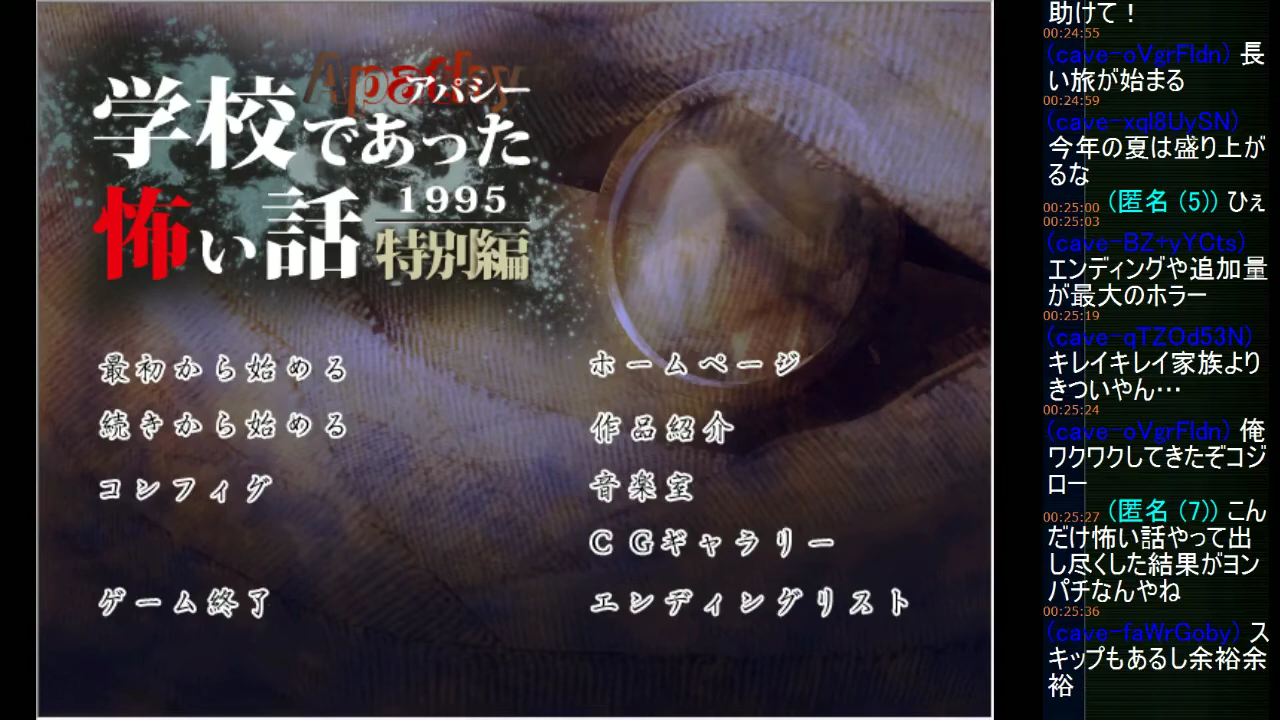 Apathy
アパシー
学校であった
怖い話
1995
特別編
最初から始める
続きから始める
コンフィグ
ゲーム終了
ホームページ
作品紹介
音楽室
CGギャラリー
エンディングリスト
助けて！
00:24:55
(cave-oVgrFldn) 長
い旅が始まる
00:24:59
(cave-xql8UySN)
今年の夏は盛り上が
るな
00:25:00 (匿名(5)) ひぇ
00:25:03
(cave-BZ+yYCts)
エンディングや追加量
が最大のホラー
00:25:19
(cave-qTZOd53N)
キレイキレイ家族より
きついやん…
00:25:24
(cave-oVgrFldn) 俺
ワクワクしてきたぞコジ
ロー
00:25:27 (匿名(7)) こん
だけ怖い話やって出
し尽くした結果がヨン
パチなんやね
00:25:36
(cave-faWrGoby) ス
キップもあるし余裕余
裕